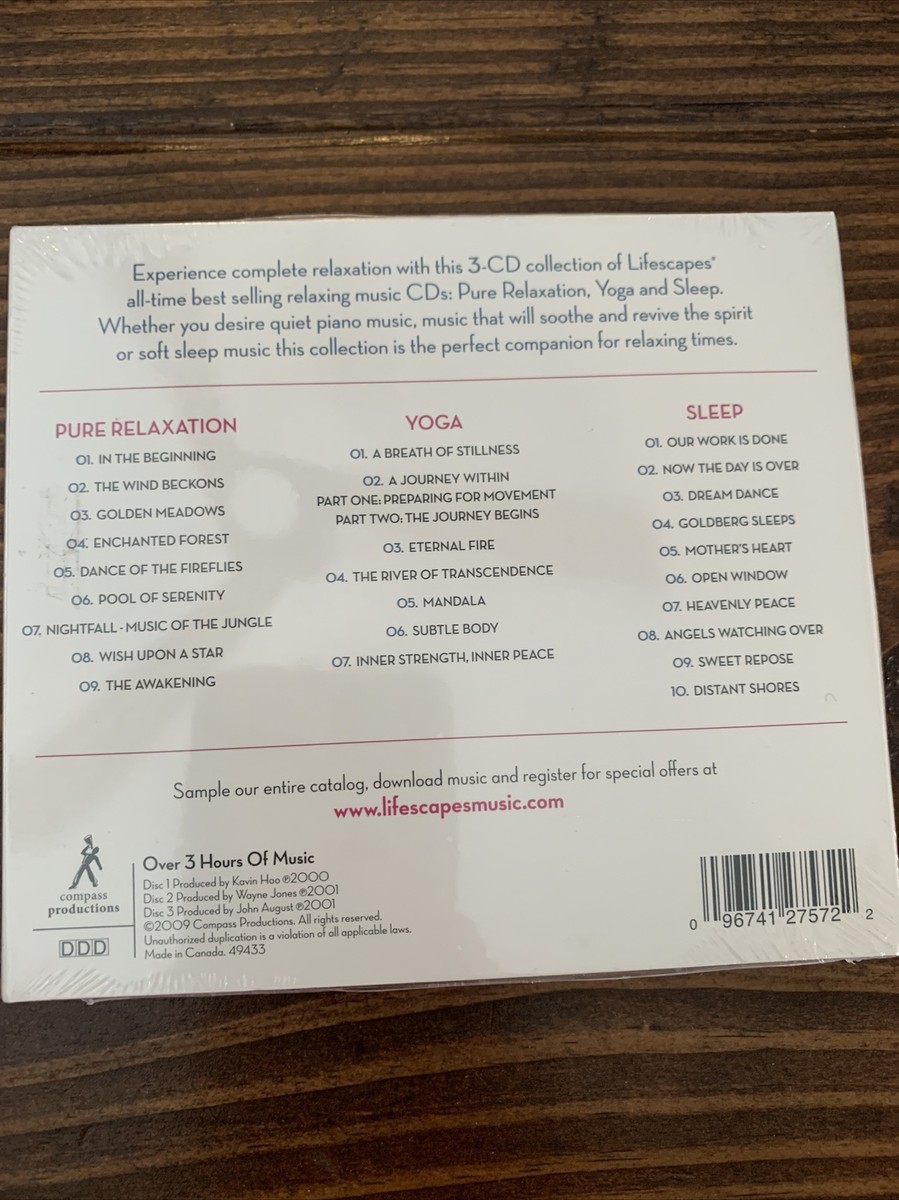 Experience complete relaxation with this 3-CD collection of Lifescapes®
all-time best selling relaxing music CDs: Pure Relaxation, Yoga and Sleep.
Whether you desire quiet piano music, music that will soothe and revive the spirit
or soft sleep music this collection is the perfect companion for relaxing times.
PURE RELAXATION
01. IN THE BEGINNING
02. THE WIND BECKONS
03. GOLDEN MEADOWS
04. ENCHANTED FOREST
05. DANCE OF THE FIREFLIES
06. POOL OF SERENITY
07. NIGHTFALL - MUSIC OF THE JUNGLE
08. WISH UPON A STAR
09. THE AWAKENING
YOGA
01. A BREATH OF STILLNESS
02. A JOURNEY WITHIN
PART ONE: PREPARING FOR MOVEMENT
PART TWO: THE JOURNEY BEGINS
03. ETERNAL FIRE
04. THE RIVER OF TRANSCENDENCE
05. MANDALA
06. SUBTLE BODY
07. INNER STRENGTH, INNER PEACE
SLEEP
01. OUR WORK IS DONE
02. NOW THE DAY IS OVER
03. DREAM DANCE
04. GOLDBERG SLEEPS
05. MOTHER'S HEART
06. OPEN WINDOW
07. HEAVENLY PEACE
08. ANGELS WATCHING OVER
09. SWEET REPOSE
10. DISTANT SHORES
Sample our entire catalog, download music and register for special offers at
www.lifescapesmusic.com
compass
productions
DDD
Over 3 Hours Of Music
Disc 1 Produced by Kavin Hoo ℗2000
Disc 2 Produced by Wayne Jones ℗2001
Disc 3 Produced by John August ℗2001
©2009 Compass Productions. All rights reserved.
Unauthorized duplication is a violation of all applicable laws.
Made in Canada. 49433
0 96741 27572 2